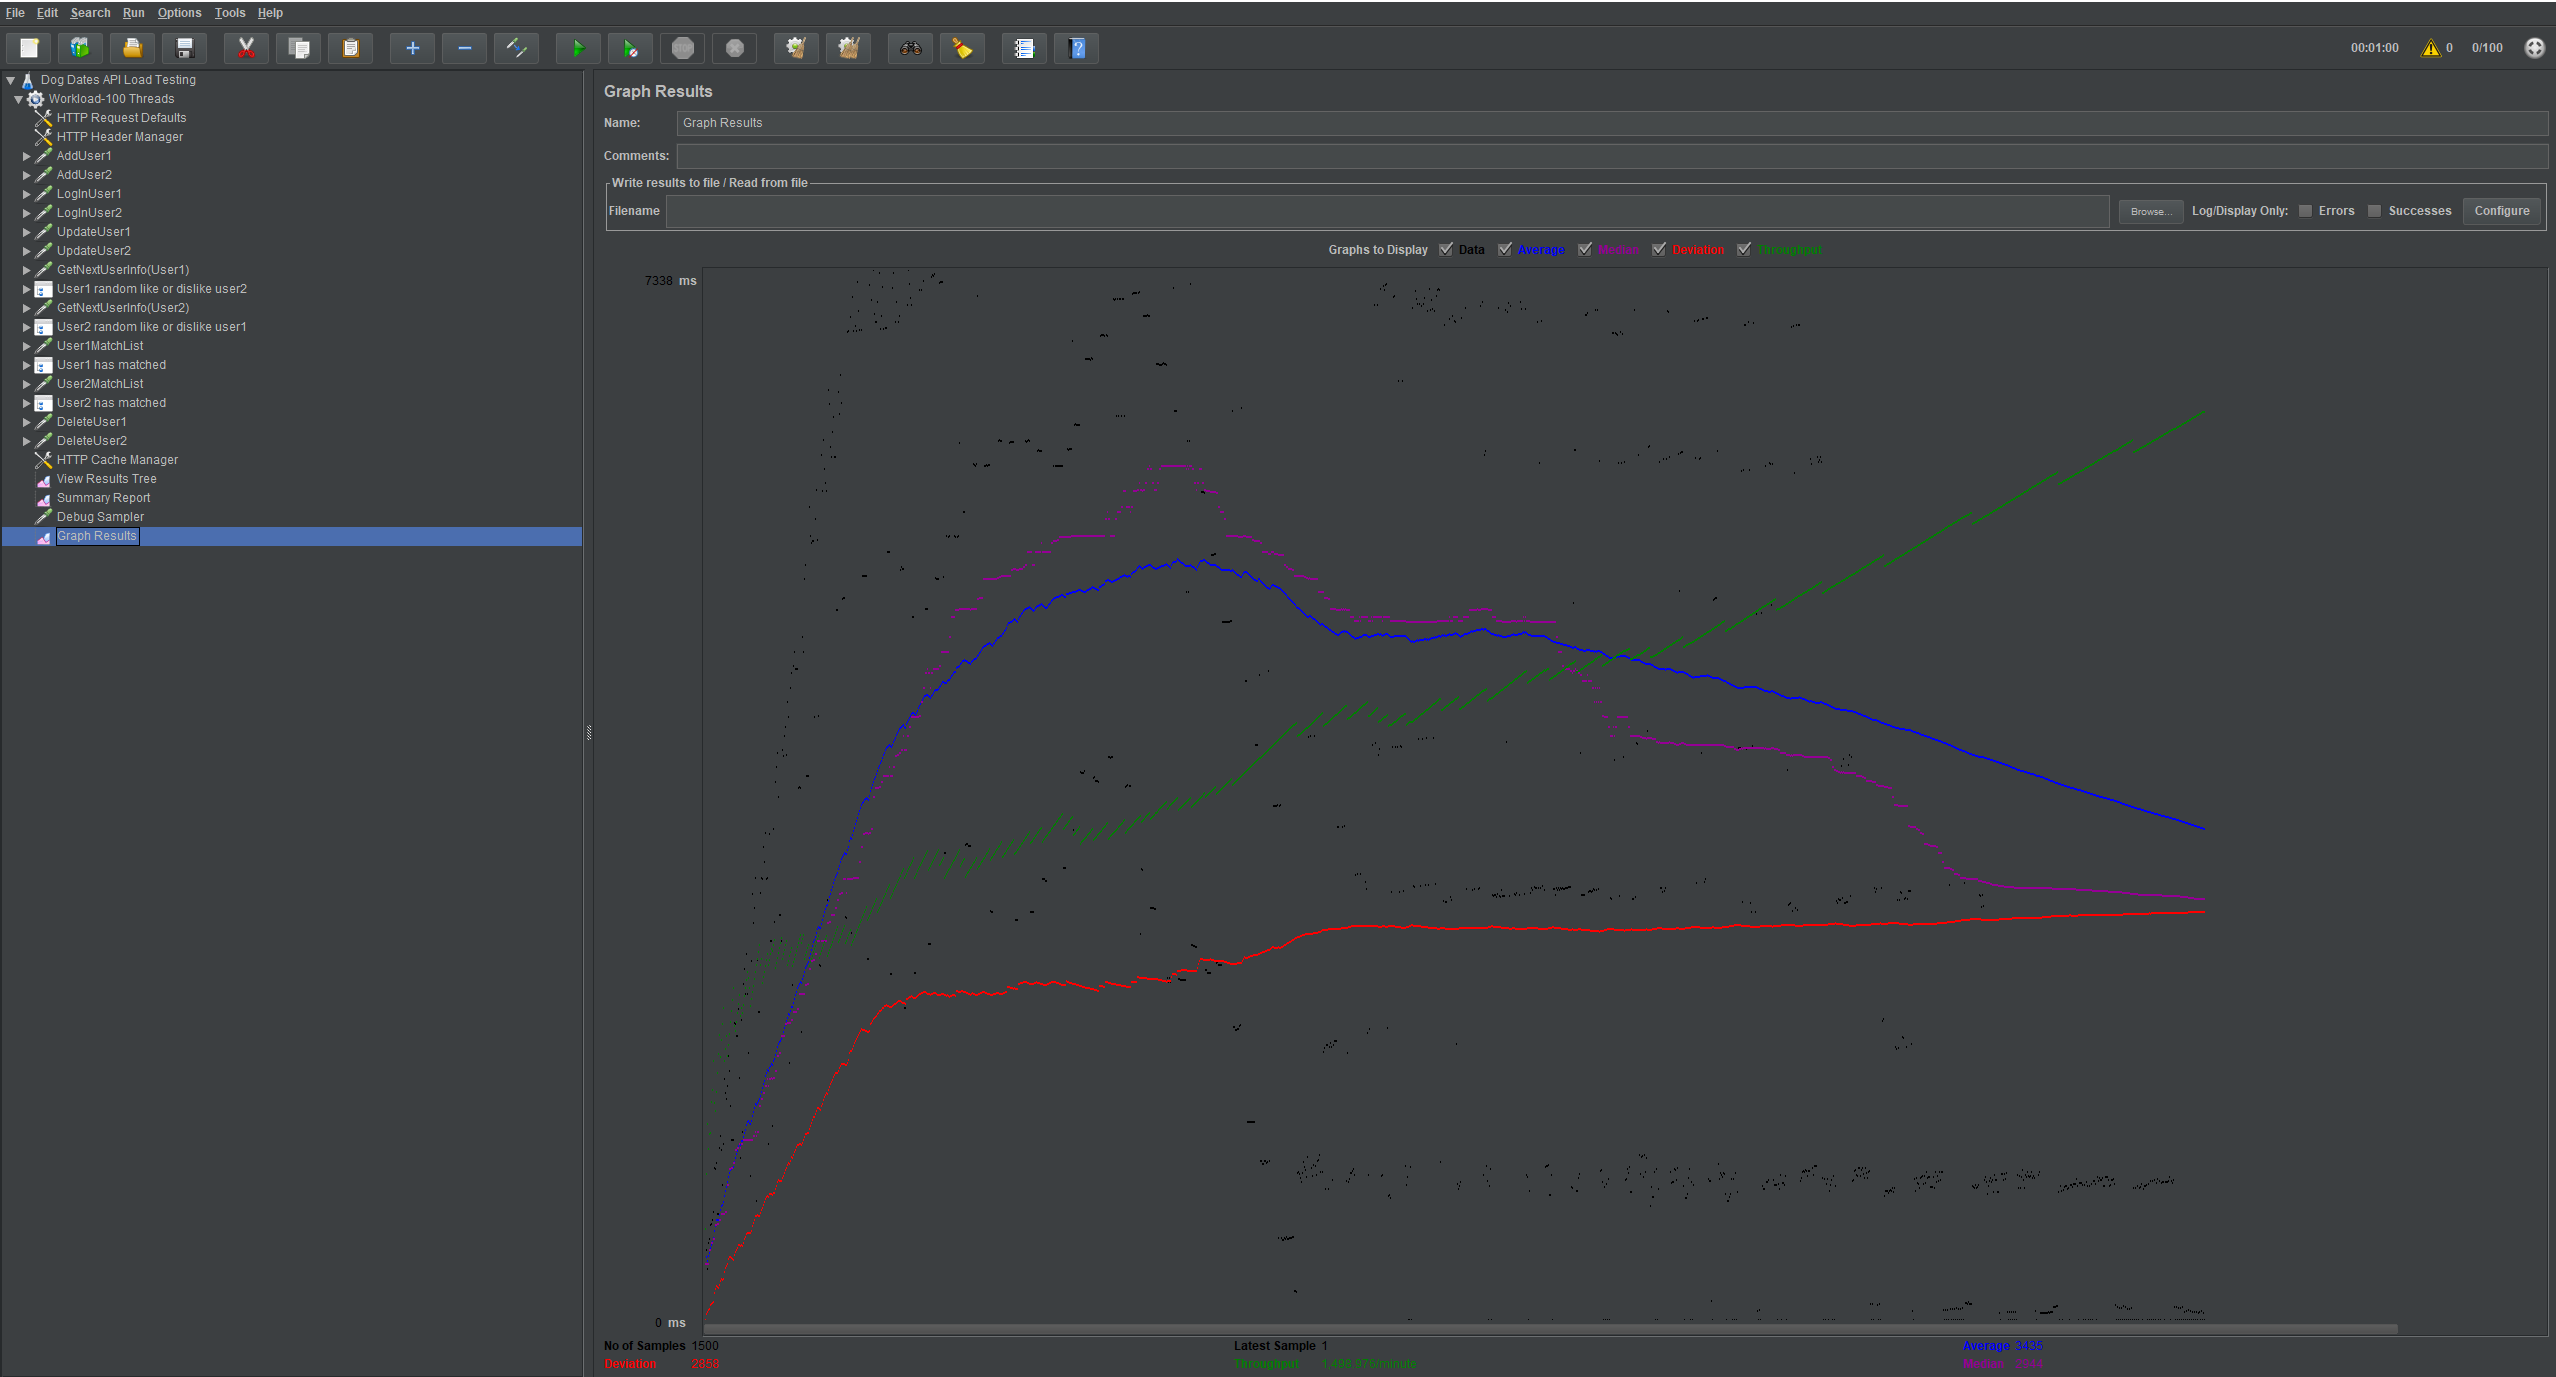 File Edit Search Run Options Tools Help
00:01:00 0 0/100
Dog Dates API Load Testing
Workload-100 Threads
HTTP Request Defaults
HTTP Header Manager
AddUser1
AddUser2
LogInUser1
LogInUser2
UpdateUser1
UpdateUser2
GetNextUserInfo(User1)
User1 random like or dislike user2
GetNextUserInfo(User2)
User2 random like or dislike user1
User1MatchList
User1 has matched
User2MatchList
User2 has matched
DeleteUser1
DeleteUser2
HTTP Cache Manager
View Results Tree
Summary Report
Debug Sampler
Graph Results
Graph Results
Name: Graph Results
Comments:
Write results to file / Read from file
Filename Browse... Log/Display Only: Errors Successes Configure
Graphs to Display Data Average Median Deviation Throughput
7338 ms
0 ms
No of Samples 1500 Latest Sample 1 Average 3435
Deviation 2858 Throughput 1,498.976/minute Median